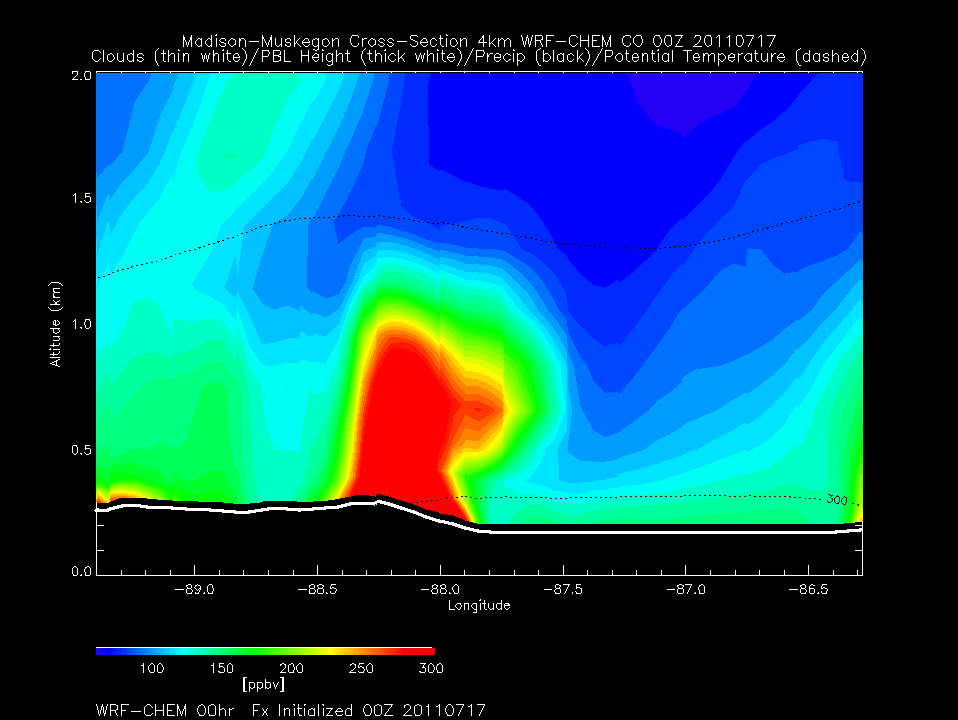 Madison-Muskegon Cross-Section 4km WRF-CHEM CO 00Z 20110717
Clouds (thin white)/PBL Height (thick white)/Precip (black)/Potential Temperature (dashed)
2.0
1.5
1.0
0.5
0.0
Altitude (km)
300
-89.0 -88.5 -88.0 -87.5 -87.0 -86.5
Longitude
100 150 200 250 300
[ppbv]
WRF-CHEM 00hr Fx Initialized 00Z 20110717